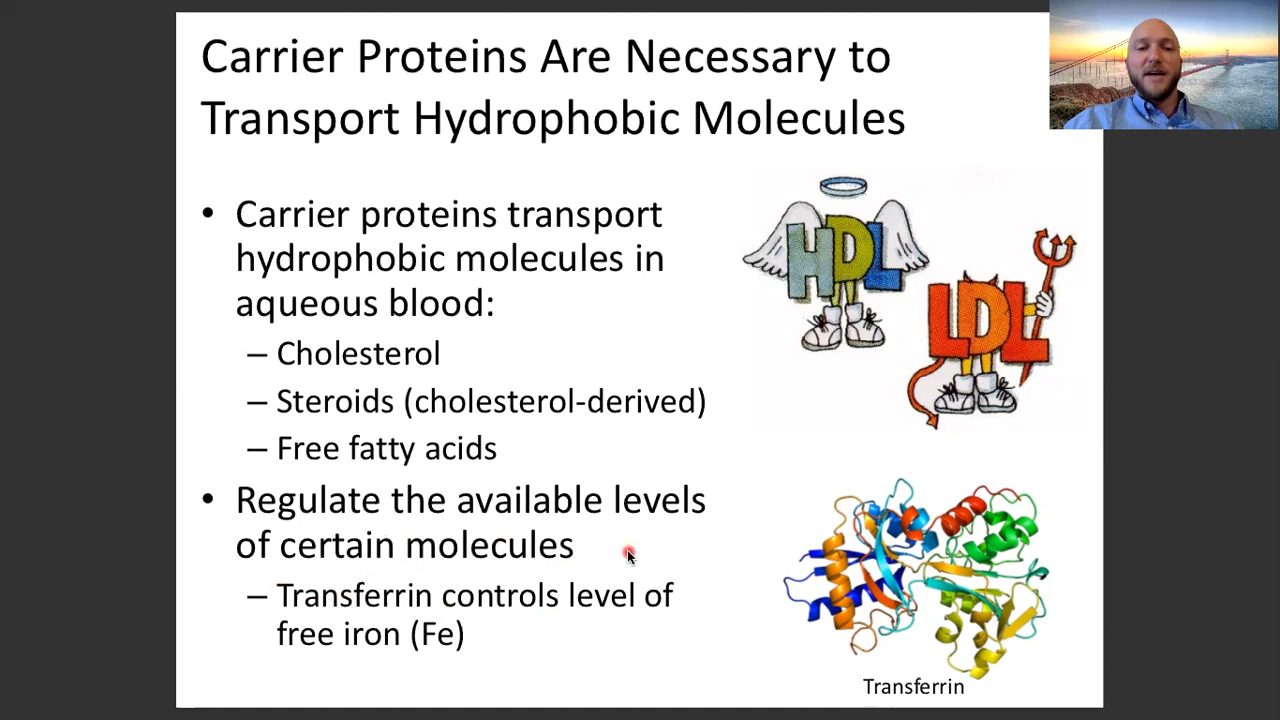 Carrier Proteins Are Necessary to
Transport Hydrophobic Molecules
• Carrier proteins transport
hydrophobic molecules in
aqueous blood:
– Cholesterol
– Steroids (cholesterol-derived)
– Free fatty acids
• Regulate the available levels
of certain molecules
– Transferrin controls level of
free iron (Fe)
HDL
LDL
Transferrin